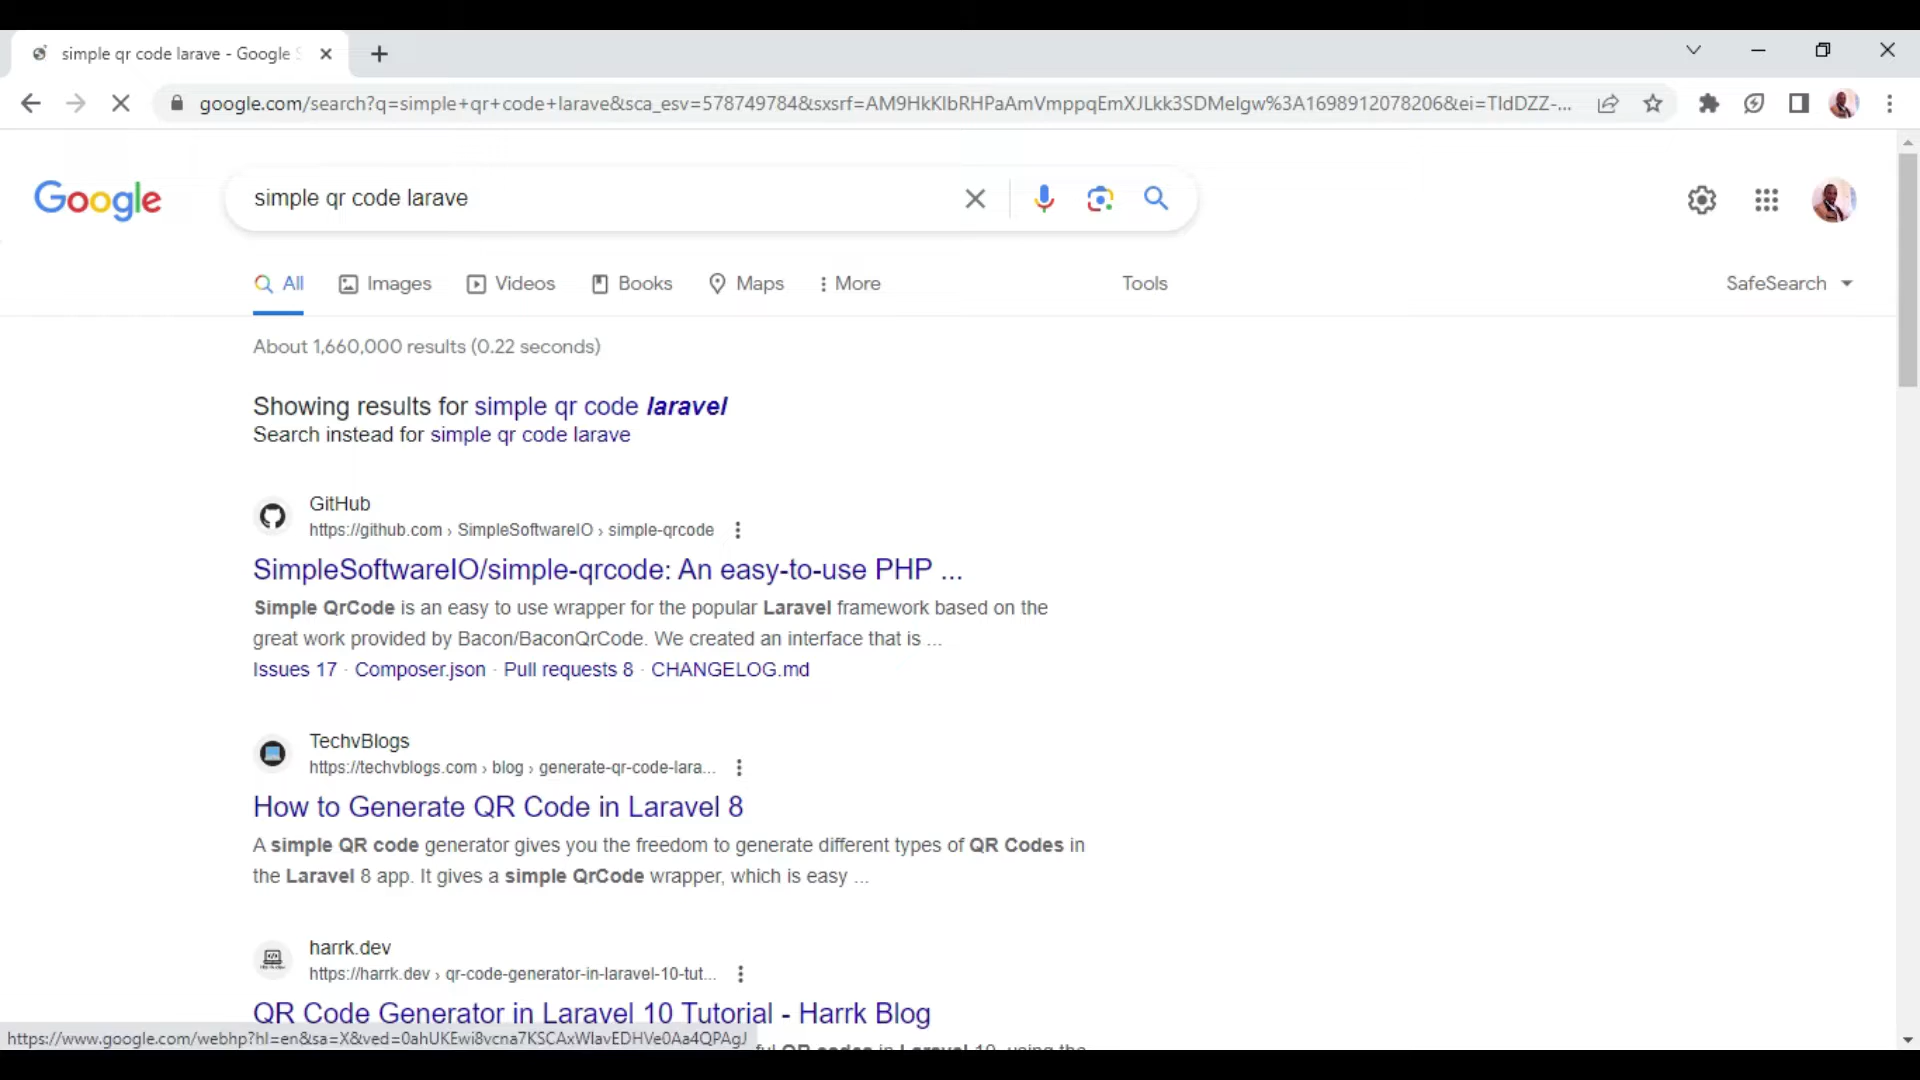 simple qr code larave - Google
google.com/search?q=simple+qr+code+larave&sca_esv=578749784&sxsrf=AM9HkKlbRHPaAmVmppqEmXJLkk3SDMelgw%3A1698912078206&ei=TIdDZZ-...
Google
simple qr code larave
All Images Videos Books Maps More Tools SafeSearch
About 1,660,000 results (0.22 seconds)
Showing results for simple qr code laravel
Search instead for simple qr code larave
GitHub
https://github.com › SimpleSoftwareIO › simple-qrcode
SimpleSoftwareIO/simple-qrcode: An easy-to-use PHP ...
Simple QrCode is an easy to use wrapper for the popular Laravel framework based on the
great work provided by Bacon/BaconQrCode. We created an interface that is ...
Issues 17 · Composer.json · Pull requests 8 · CHANGELOG.md
TechvBlogs
https://techvblogs.com › blog › generate-qr-code-lara...
How to Generate QR Code in Laravel 8
A simple QR code generator gives you the freedom to generate different types of QR Codes in
the Laravel 8 app. It gives a simple QrCode wrapper, which is easy ...
harrk.dev
https://harrk.dev › qr-code-generator-in-laravel-10-tut...
QR Code Generator in Laravel 10 Tutorial - Harrk Blog
https://www.google.com/webhp?hl=en&sa=X&ved=0ahUKEwi8vcna7KSCAxWlavEDHVe0Aa4QPAgJ
QR codes in Laravel 10, using the